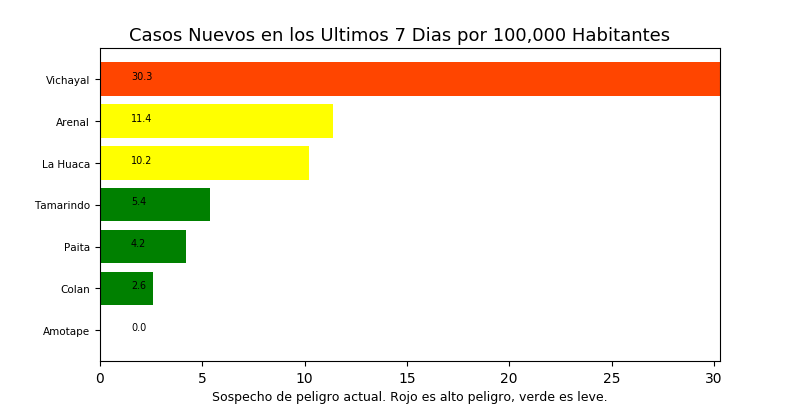 Casos Nuevos en los Ultimos 7 Dias por 100,000 Habitantes
Vichayal 30.3
Arenal 11.4
La Huaca 10.2
Tamarindo 5.4
Paita 4.2
Colan 2.6
Amotape 0.0
0 5 10 15 20 25 30
Sospecho de peligro actual. Rojo es alto peligro, verde es leve.